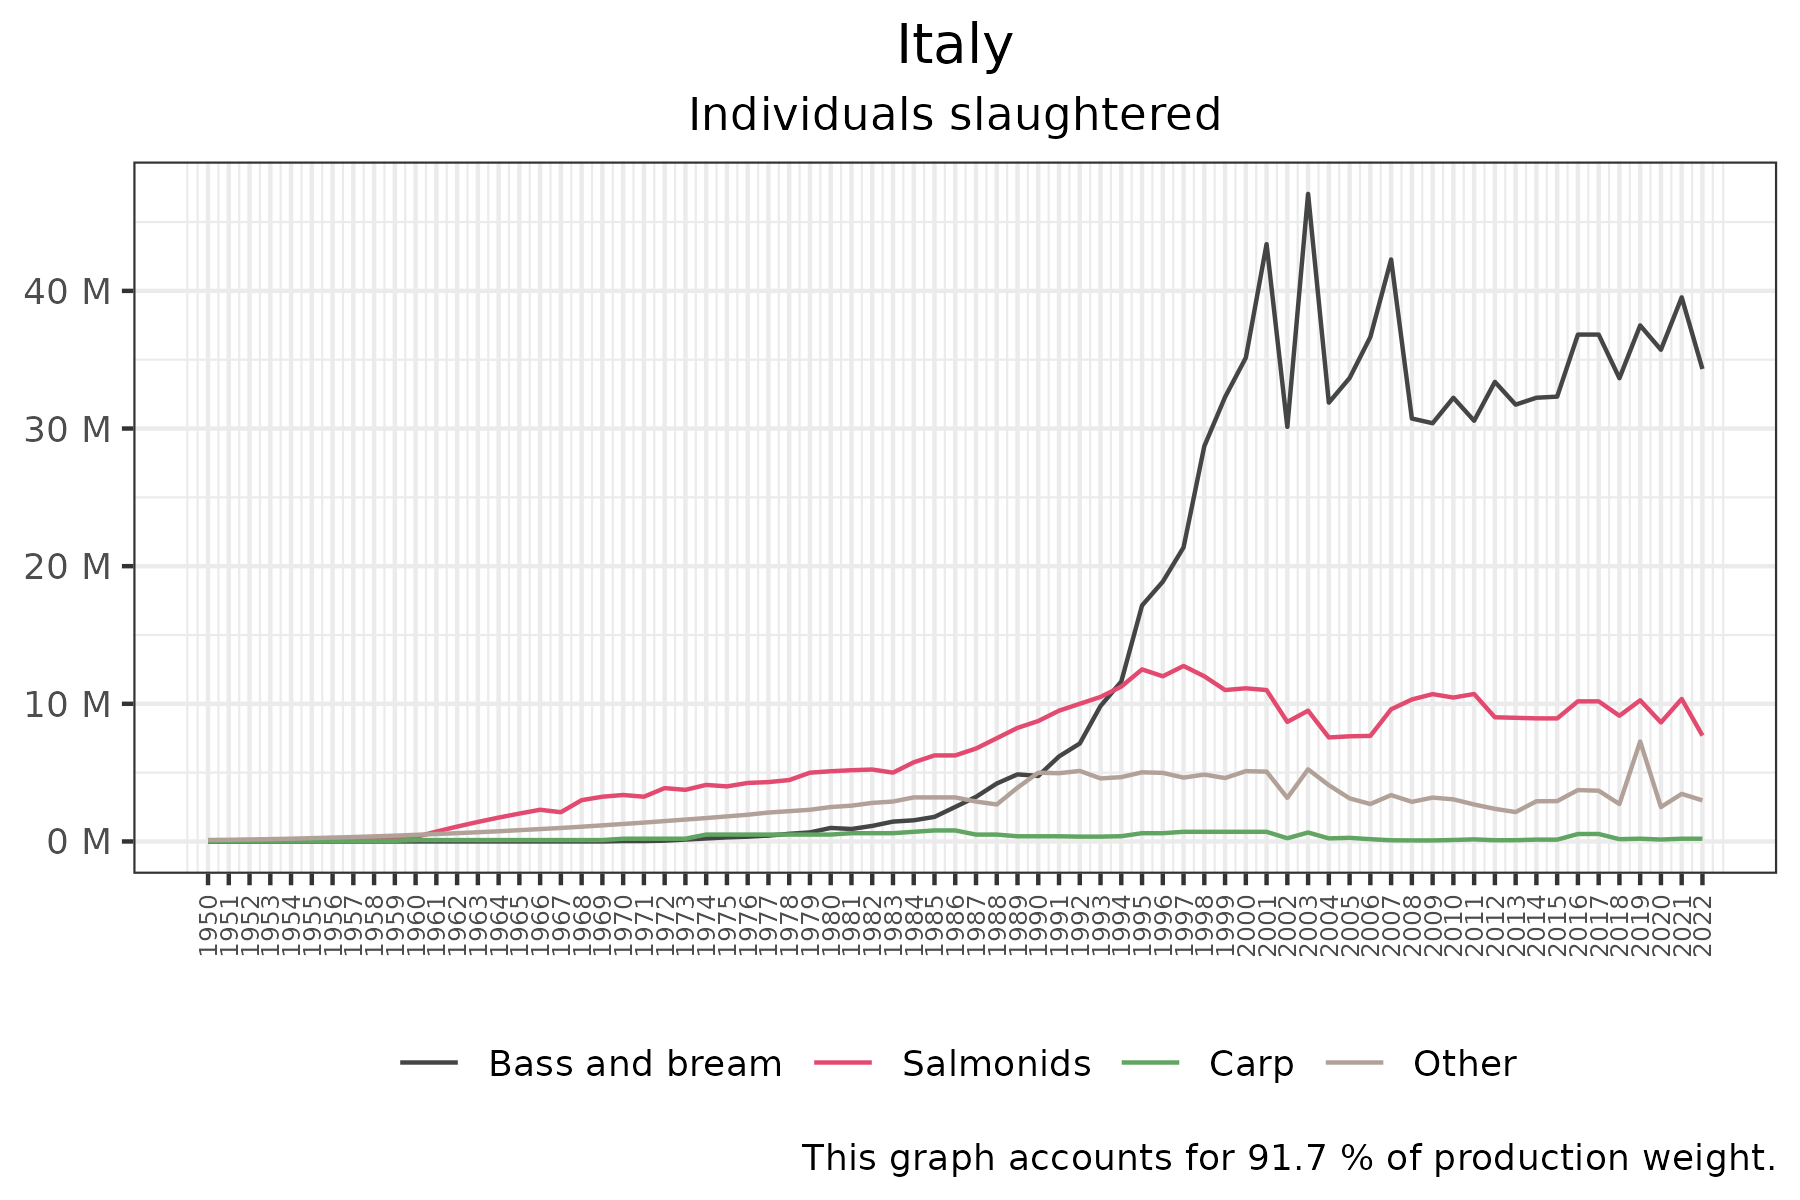 Italy
Individuals slaughtered
40 M
30 M
20 M
10 M
0 M
1950 1951 1952 1953 1954 1955 1956 1957 1958 1959 1960 1961 1962 1963 1964 1965 1966 1967 1968 1969 1970 1971 1972 1973 1974 1975 1976 1977 1978 1979 1980 1981 1982 1983 1984 1985 1986 1987 1988 1989 1990 1991 1992 1993 1994 1995 1996 1997 1998 1999 2000 2001 2002 2003 2004 2005 2006 2007 2008 2009 2010 2011 2012 2013 2014 2015 2016 2017 2018 2019 2020 2021 2022
Bass and bream Salmonids Carp Other
This graph accounts for 91.7 % of production weight.